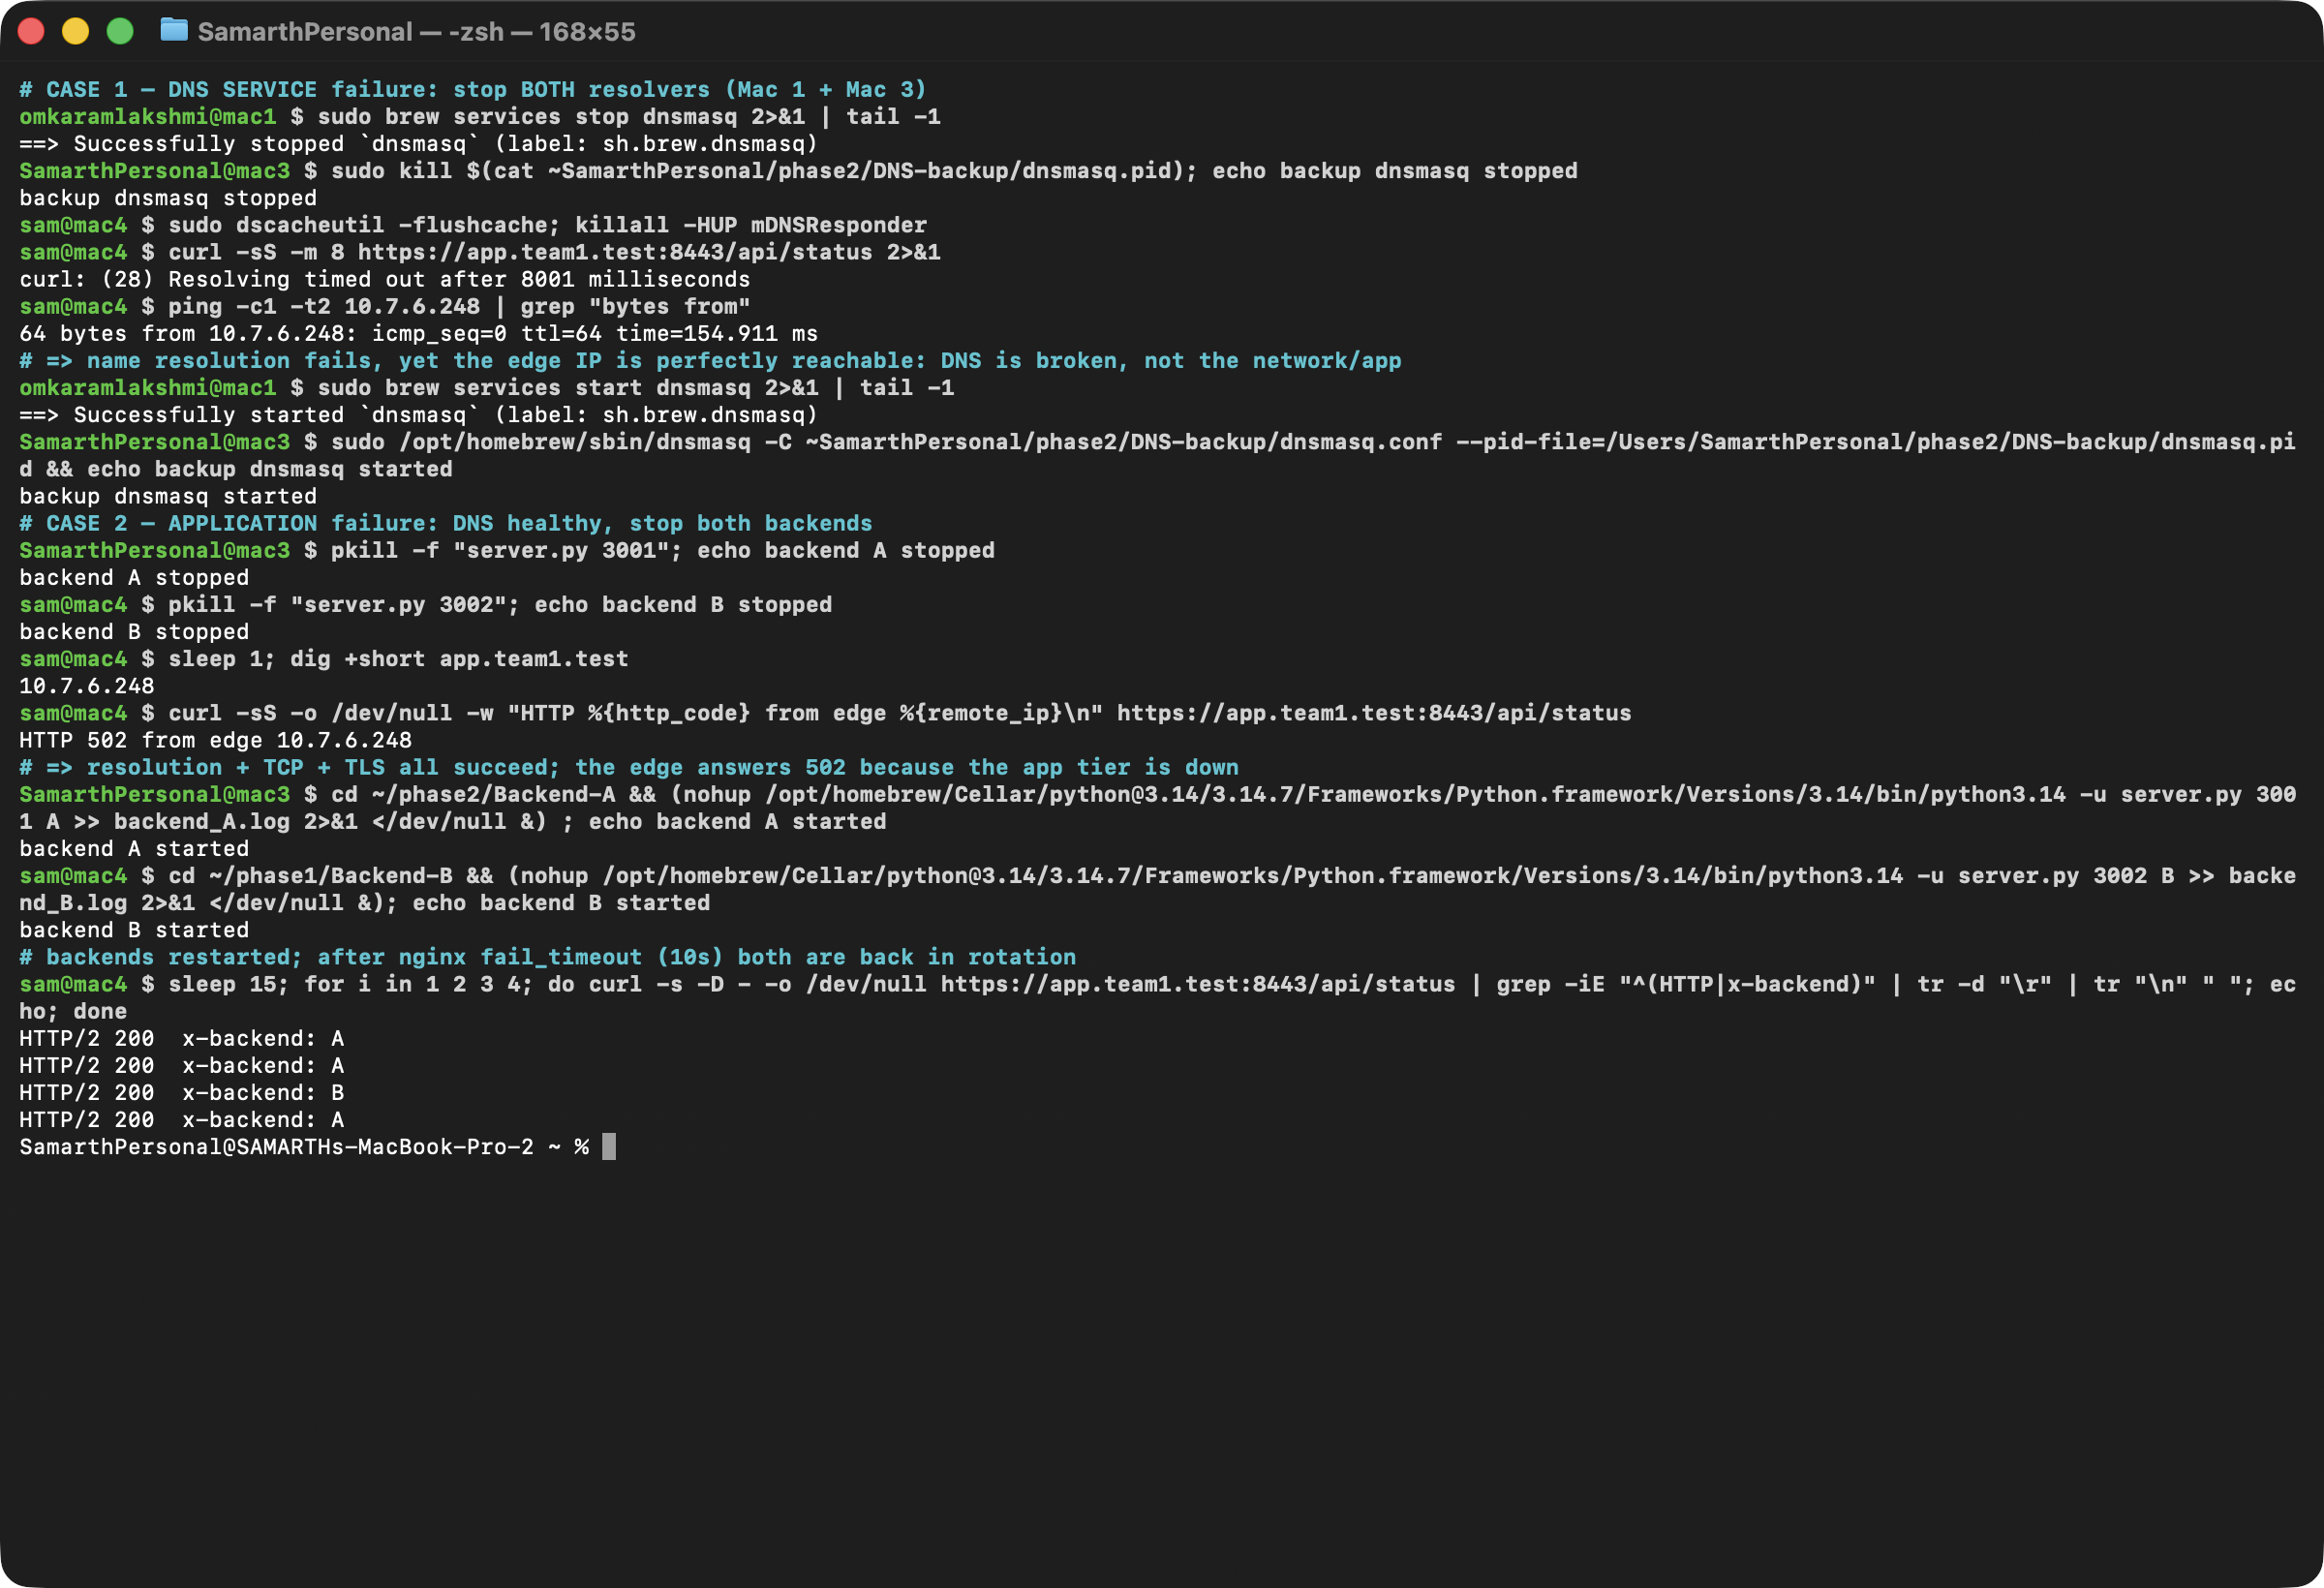 SamarthPersonal — -zsh — 168×55
# CASE 1 — DNS SERVICE failure: stop BOTH resolvers (Mac 1 + Mac 3)
omkaramlakshmi@mac1 $ sudo brew services stop dnsmasq 2>&1 | tail -1
==> Successfully stopped `dnsmasq` (label: sh.brew.dnsmasq)
SamarthPersonal@mac3 $ sudo kill $(cat ~SamarthPersonal/phase2/DNS-backup/dnsmasq.pid); echo backup dnsmasq stopped
backup dnsmasq stopped
sam@mac4 $ sudo dscacheutil -flushcache; killall -HUP mDNSResponder
sam@mac4 $ curl -sS -m 8 https://app.team1.test:8443/api/status 2>&1
curl: (28) Resolving timed out after 8001 milliseconds
sam@mac4 $ ping -c1 -t2 10.7.6.248 | grep "bytes from"
64 bytes from 10.7.6.248: icmp_seq=0 ttl=64 time=154.911 ms
# => name resolution fails, yet the edge IP is perfectly reachable: DNS is broken, not the network/app
omkaramlakshmi@mac1 $ sudo brew services start dnsmasq 2>&1 | tail -1
==> Successfully started `dnsmasq` (label: sh.brew.dnsmasq)
SamarthPersonal@mac3 $ sudo /opt/homebrew/sbin/dnsmasq -C ~SamarthPersonal/phase2/DNS-backup/dnsmasq.conf --pid-file=/Users/SamarthPersonal/phase2/DNS-backup/dnsmasq.pi
d && echo backup dnsmasq started
backup dnsmasq started
# CASE 2 — APPLICATION failure: DNS healthy, stop both backends
SamarthPersonal@mac3 $ pkill -f "server.py 3001"; echo backend A stopped
backend A stopped
sam@mac4 $ pkill -f "server.py 3002"; echo backend B stopped
backend B stopped
sam@mac4 $ sleep 1; dig +short app.team1.test
10.7.6.248
sam@mac4 $ curl -sS -o /dev/null -w "HTTP %{http_code} from edge %{remote_ip}\n" https://app.team1.test:8443/api/status
HTTP 502 from edge 10.7.6.248
# => resolution + TCP + TLS all succeed; the edge answers 502 because the app tier is down
SamarthPersonal@mac3 $ cd ~/phase2/Backend-A && (nohup /opt/homebrew/Cellar/python@3.14/3.14.7/Frameworks/Python.framework/Versions/3.14/bin/python3.14 -u server.py 300
1 A >> backend_A.log 2>&1 </dev/null &) ; echo backend A started
backend A started
sam@mac4 $ cd ~/phase1/Backend-B && (nohup /opt/homebrew/Cellar/python@3.14/3.14.7/Frameworks/Python.framework/Versions/3.14/bin/python3.14 -u server.py 3002 B >> backe
nd_B.log 2>&1 </dev/null &); echo backend B started
backend B started
# backends restarted; after nginx fail_timeout (10s) both are back in rotation
sam@mac4 $ sleep 15; for i in 1 2 3 4; do curl -s -D - -o /dev/null https://app.team1.test:8443/api/status | grep -iE "^(HTTP|x-backend)" | tr -d "\r" | tr "\n" " "; ec
ho; done
HTTP/2 200  x-backend: A
HTTP/2 200  x-backend: A
HTTP/2 200  x-backend: B
HTTP/2 200  x-backend: A
SamarthPersonal@SAMARTHs-MacBook-Pro-2 ~ %